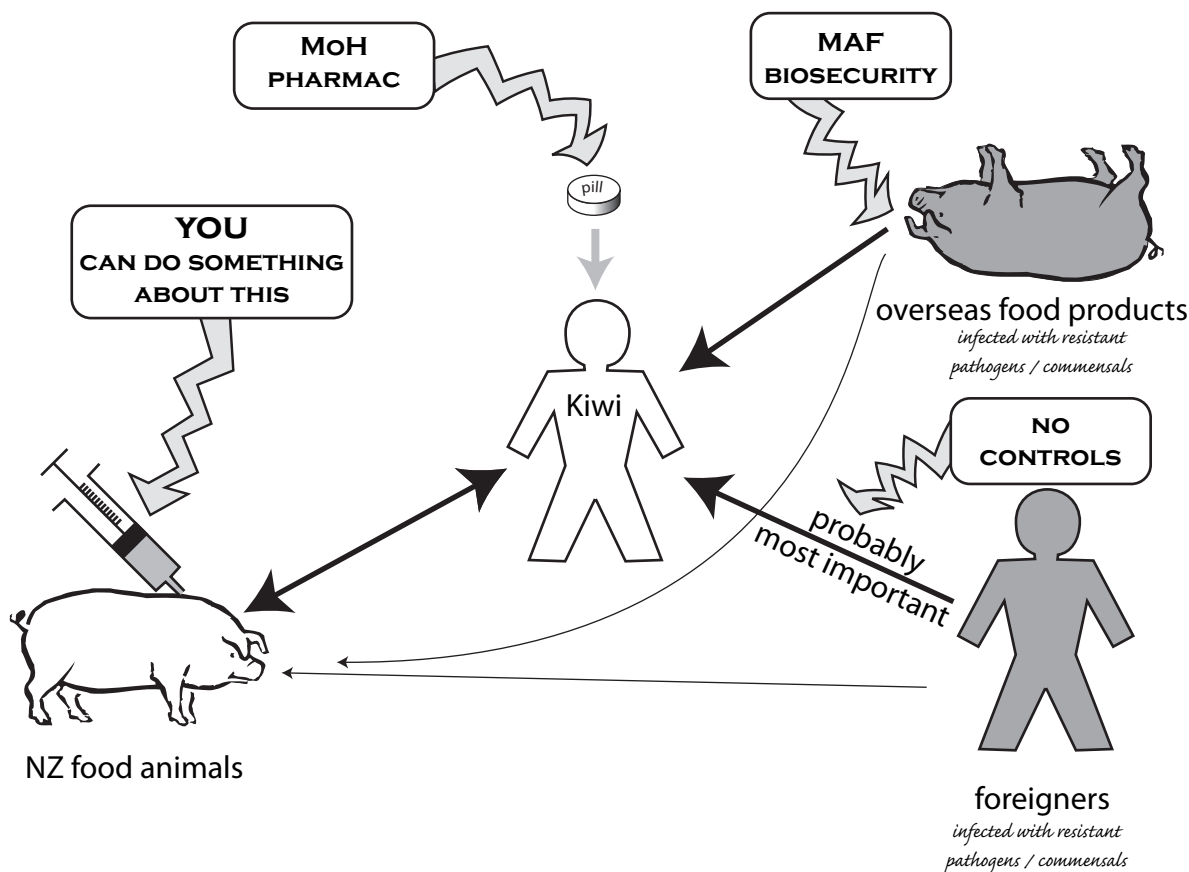 MoH
PHARMAC
MAF
BIOSECURITY
pill
YOU
CAN DO SOMETHING
ABOUT THIS
overseas food products
infected with resistant
pathogens / commensals
Kiwi
NO
CONTROLS
probably
most important
NZ food animals
foreigners
infected with resistant
pathogens / commensals